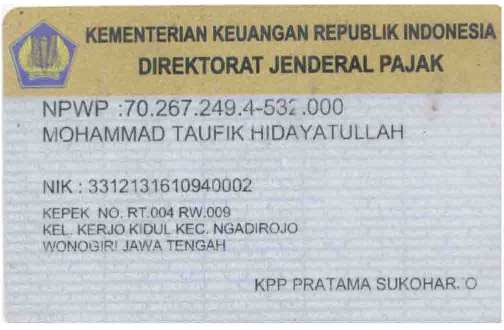 KEMENTERIAN KEUANGAN REPUBLIK INDONESIA
DIREKTORAT JENDERAL PAJAK
NPWP :70.267.249.4-532.000
MOHAMMAD TAUFIK HIDAYATULLAH
NIK : 3312131610940002
KEPEK NO. RT.004 RW.009
KEL. KERJO KIDUL KEC. NGADIROJO
WONOGIRI JAWA TENGAH
KPP PRATAMA